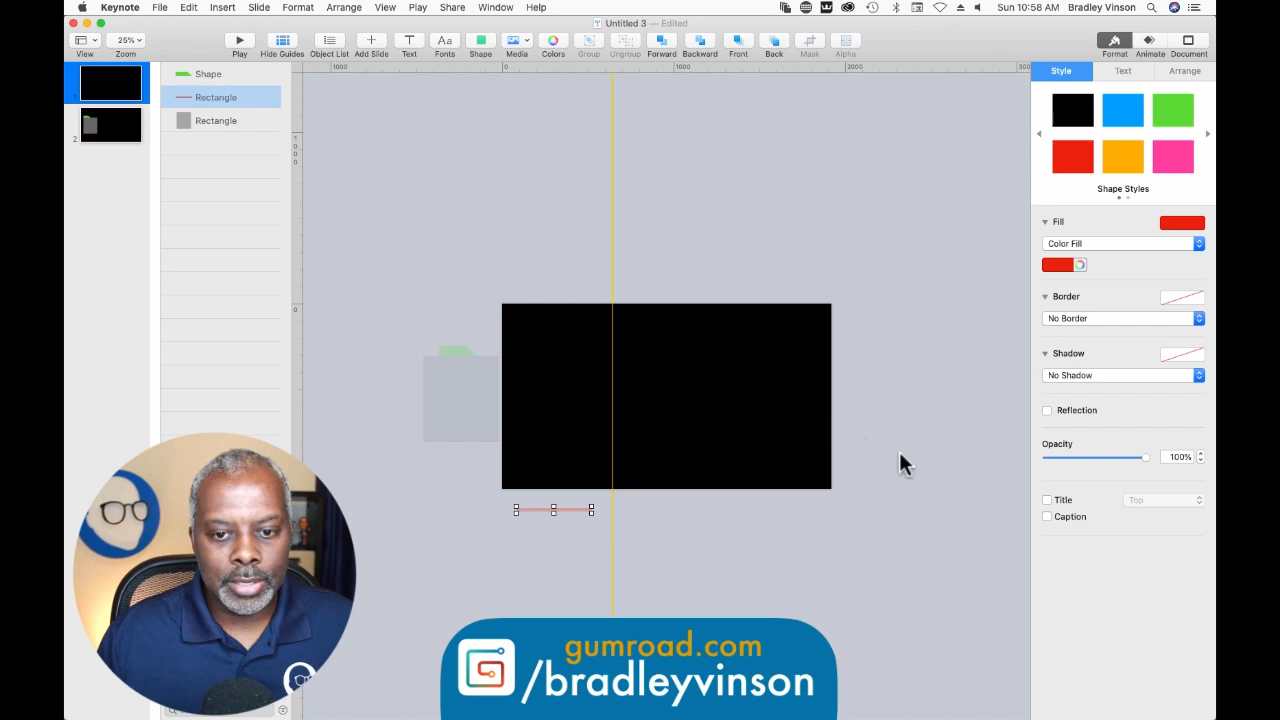 Keynote File Edit Insert Slide Format Arrange View Play Share Window Help
Sun 10:58 AM Bradley Vinson
Untitled 3 — Edited
25%
View Zoom Play Hide Guides Object List Add Slide Text Fonts Shape Media Colors Group Ungroup Forward Backward Front Back Mask Alpha Format Animate Document
1000 0 1000 2000 300
Style Text Arrange
Shape
Rectangle
Rectangle
2
1000
0
Shape Styles
Fill
Color Fill
Border
No Border
Shadow
No Shadow
Reflection
Opacity
100%
Title Top
Caption
gumroad.com
/bradleyvinson